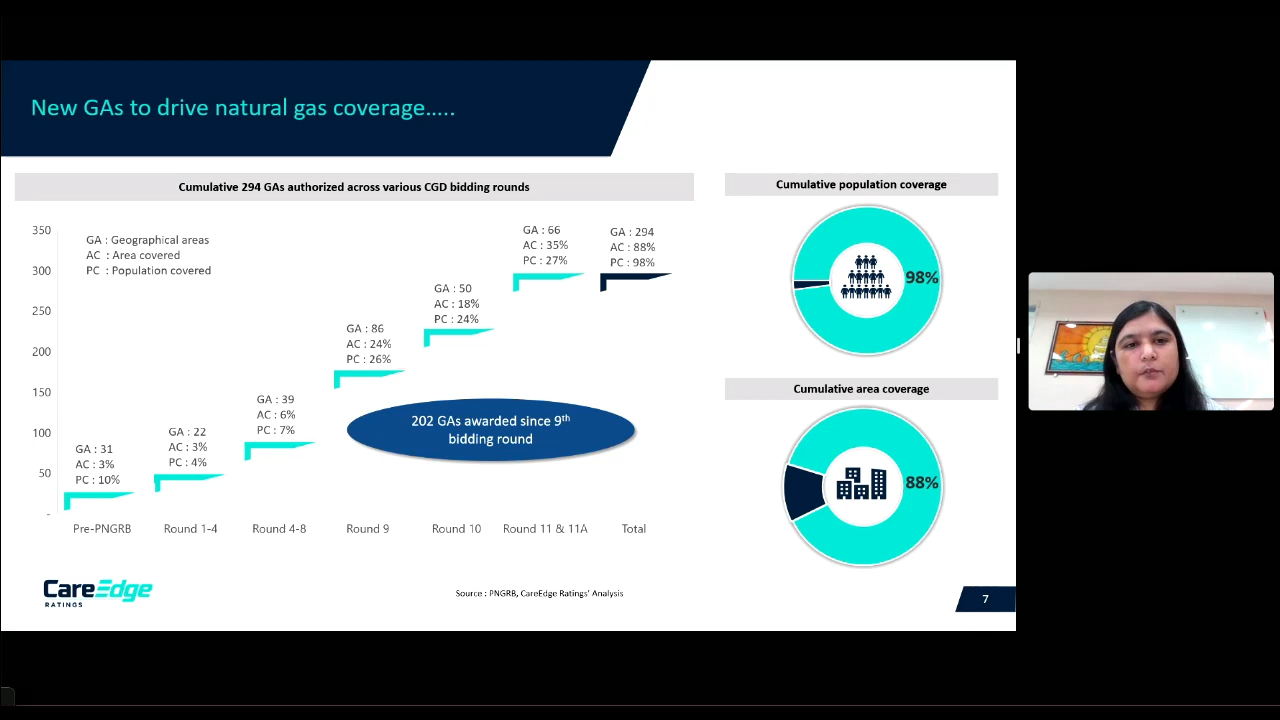 New GAs to drive natural gas coverage.....
Cumulative 294 GAs authorized across various CGD bidding rounds
350
300
250
200
150
100
50
-
GA : Geographical areas
AC : Area covered
PC : Population covered
GA : 31
AC : 3%
PC : 10%
GA : 22
AC : 3%
PC : 4%
GA : 39
AC : 6%
PC : 7%
GA : 86
AC : 24%
PC : 26%
GA : 50
AC : 18%
PC : 24%
GA : 66
AC : 35%
PC : 27%
GA : 294
AC : 88%
PC : 98%
202 GAs awarded since 9th
bidding round
Pre-PNGRB Round 1-4 Round 4-8 Round 9 Round 10 Round 11 & 11A Total
Cumulative population coverage
98%
Cumulative area coverage
88%
CareEdge
RATINGS
Source : PNGRB, CareEdge Ratings' Analysis
7